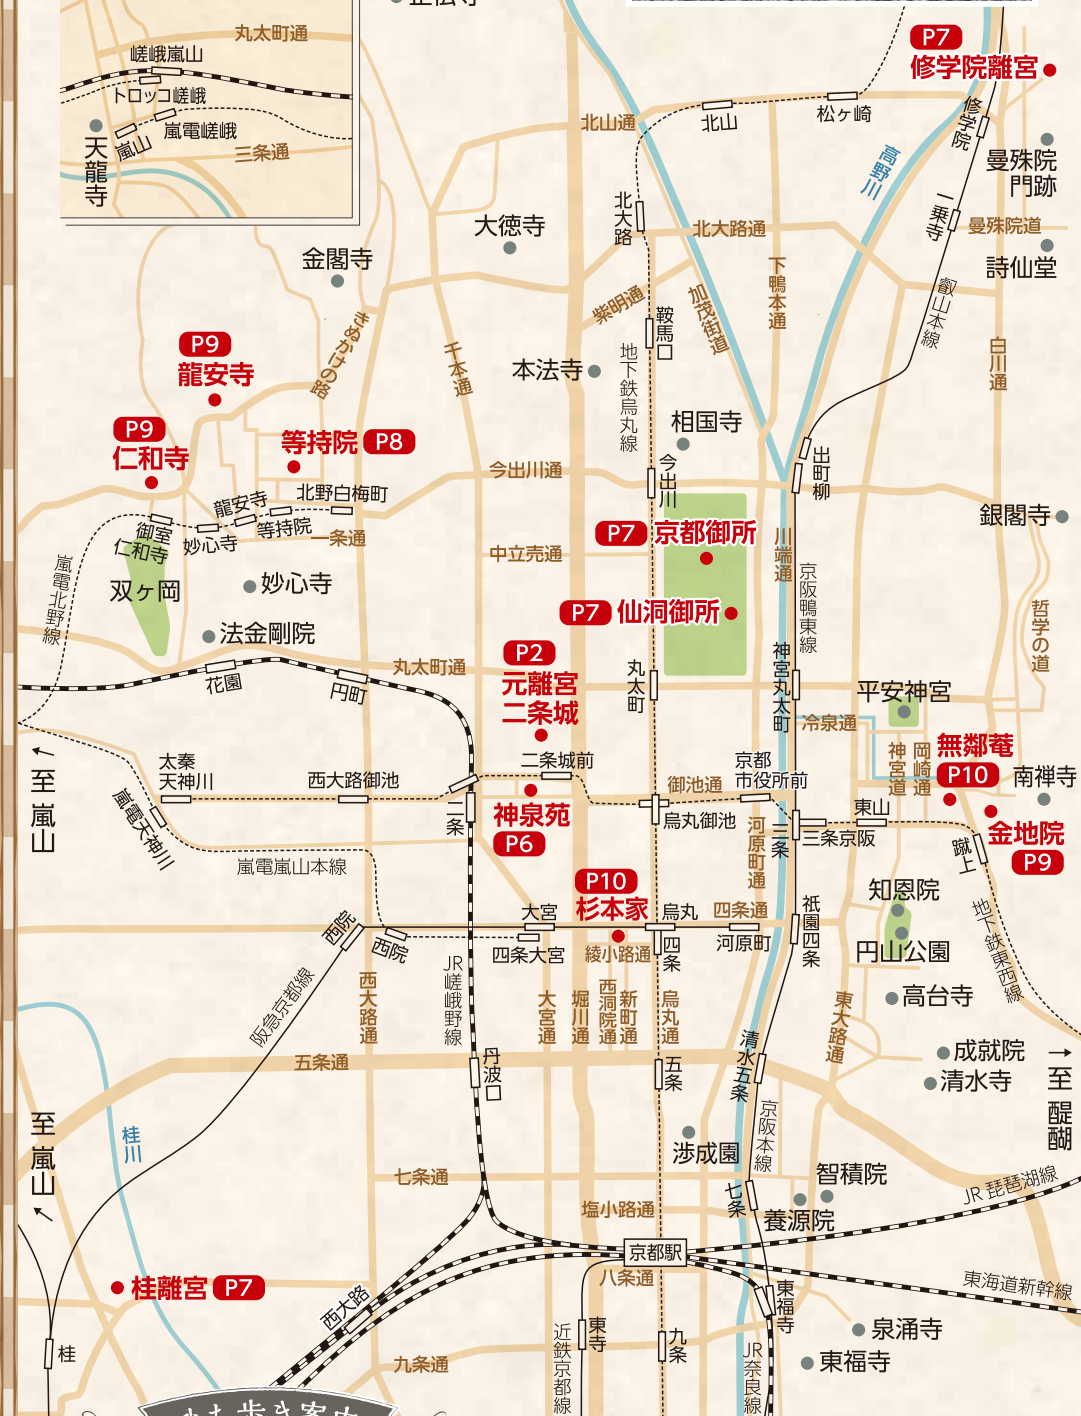 丸太町通
嵯峨嵐山
トロッコ嵯峨
嵐電嵯峨
嵐山
三条通
天龍寺
P7
修学院離宮
北山通
北山
松ヶ崎
修学院
高野川
曼殊院
門跡
一乗寺
曼殊院道
詩仙堂
叡山本線
北大路
北大路通
大徳寺
金閣寺
下鴨本通
紫明通
加茂街道
鞍馬口
白川通
きぬかけの路
千本通
本法寺
地下鉄烏丸線
P9
龍安寺
P9
仁和寺
等持院 P8
相国寺
今出川
出町柳
今出川通
北野白梅町
龍安寺
等持院
妙心寺
御室
仁和寺
一条通
銀閣寺
P7 京都御所
中立売通
川端通
京阪鴨東線
嵐電北野線
双ヶ岡
妙心寺
法金剛院
P7 仙洞御所
哲学の道
花園
円町
丸太町通
P2
元離宮
二条城
丸太町
神宮丸太町
平安神宮
冷泉通
神宮道
岡崎通
無鄰菴
P10
南禅寺
至 嵐山
太秦
天神川
西大路御池
二条城前
御池通
京都
市役所前
嵐電天神川
二条
神泉苑
P6
烏丸御池
河原町通
三条
三条京阪
東山
金地院
P9
蹴上
嵐電嵐山本線
P10
杉本家
知恩院
西院
西院
大宮
四条大宮
烏丸
四条
四条通
河原町
祇園四条
綾小路通
円山公園
地下鉄東西線
阪急京都線
西大路通
JR嵯峨野線
大宮通
堀川通
西洞院通
新町通
烏丸通
高台寺
東大路通
五条通
丹波口
五条
清水五条
成就院
清水寺
至 醍醐
至 嵐山
桂川
京阪本線
渉成園
七条通
七条
智積院
養源院
塩小路通
JR 琵琶湖線
京都駅
八条通
東海道新幹線
桂離宮 P7
西大路
東福寺
桂
近鉄京都線
東寺
九条
九条通
JR奈良線
泉涌寺
東福寺